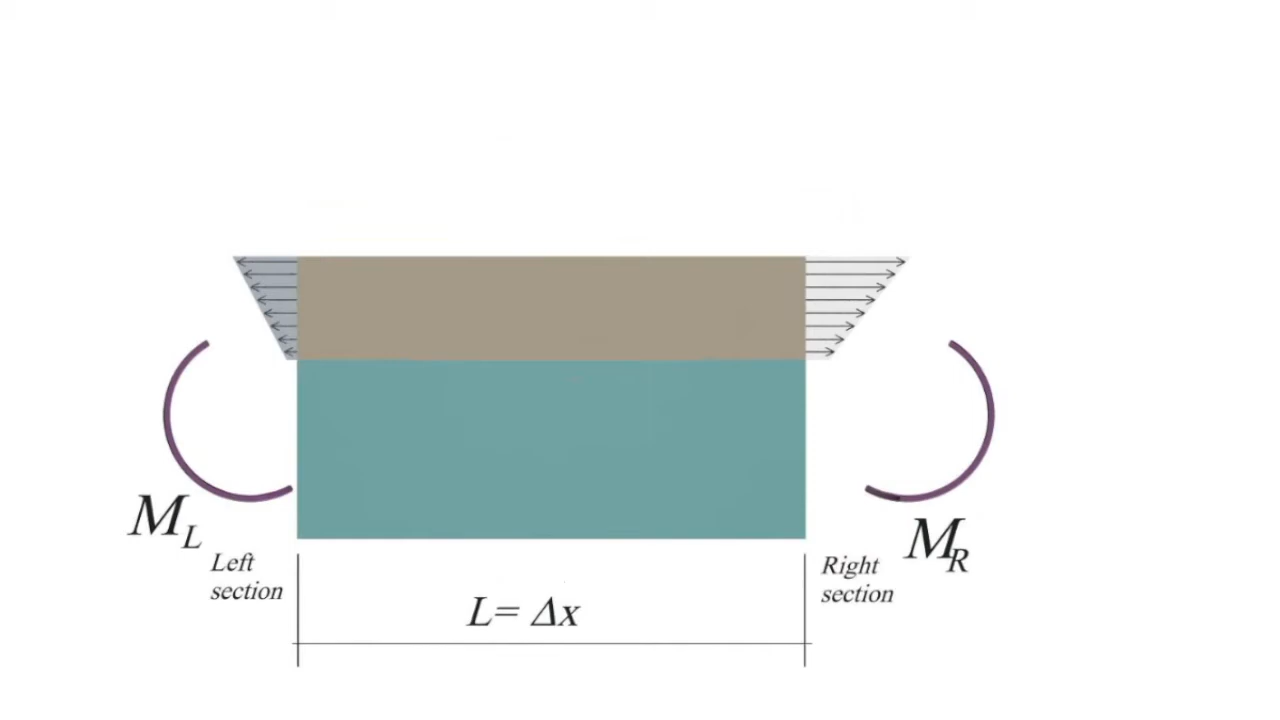 M_L
Left
section
L= Δx
Right
section
M_R